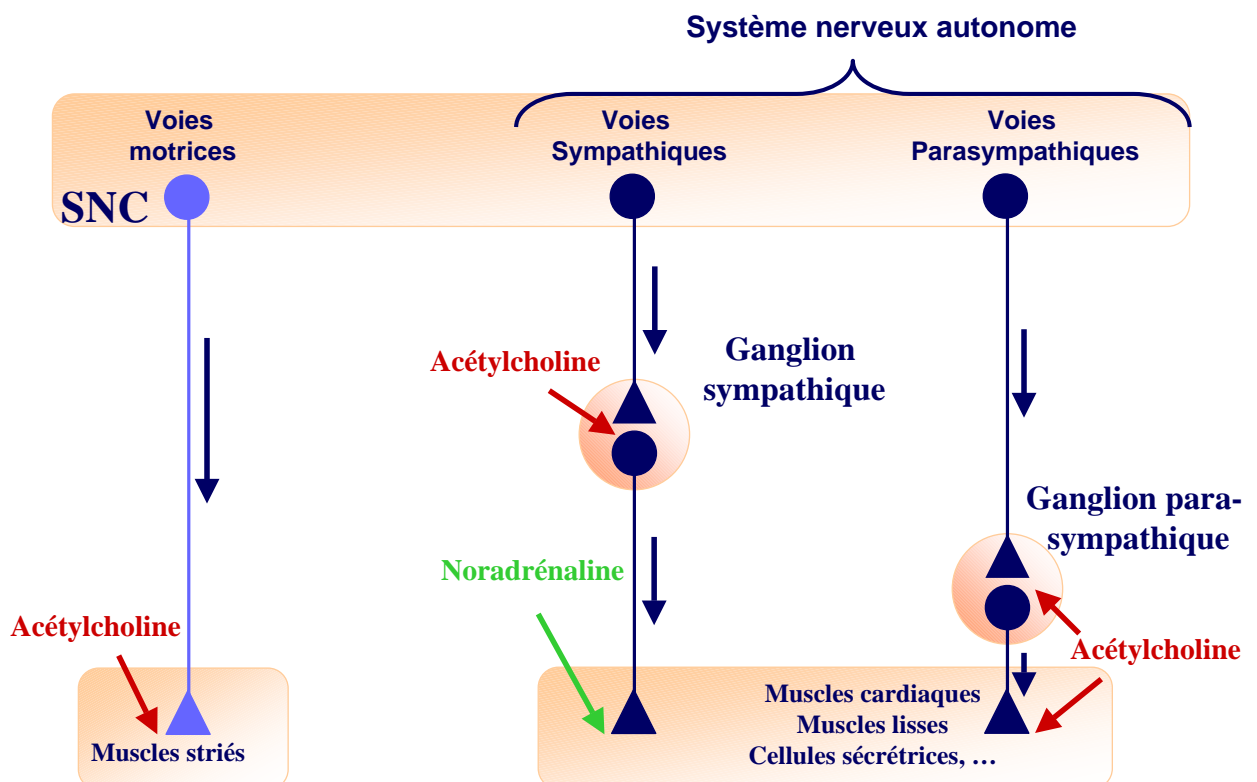 Système nerveux autonome
Voies
motrices
Voies
Sympathiques
Voies
Parasympathiques
SNC
Acétylcholine
Ganglion
sympathique
Ganglion para-
sympathique
Noradrénaline
Acétylcholine
Acétylcholine
Muscles striés
Muscles cardiaques
Muscles lisses
Cellules sécrétrices, …